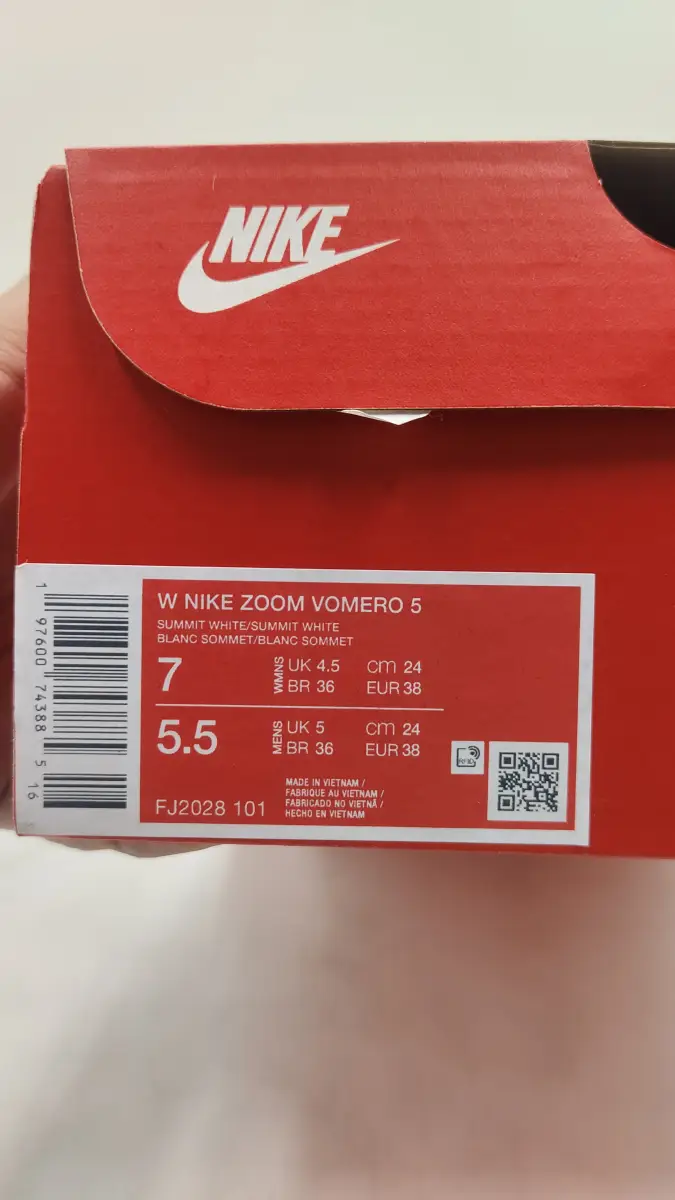 NIKE
W NIKE ZOOM VOMERO 5
SUMMIT WHITE/SUMMIT WHITE
BLANC SOMMET/BLANC SOMMET
7 WMNS UK 4.5 cm 24
BR 36 EUR 38
5.5 MENS UK 5 cm 24
BR 36 EUR 38
MADE IN VIETNAM /
FABRIQUE AU VIETNAM /
FABRICADO NO VIETNÃ /
HECHO EN VIETNAM
FJ2028 101
RFID
1 97600 74388 5 16